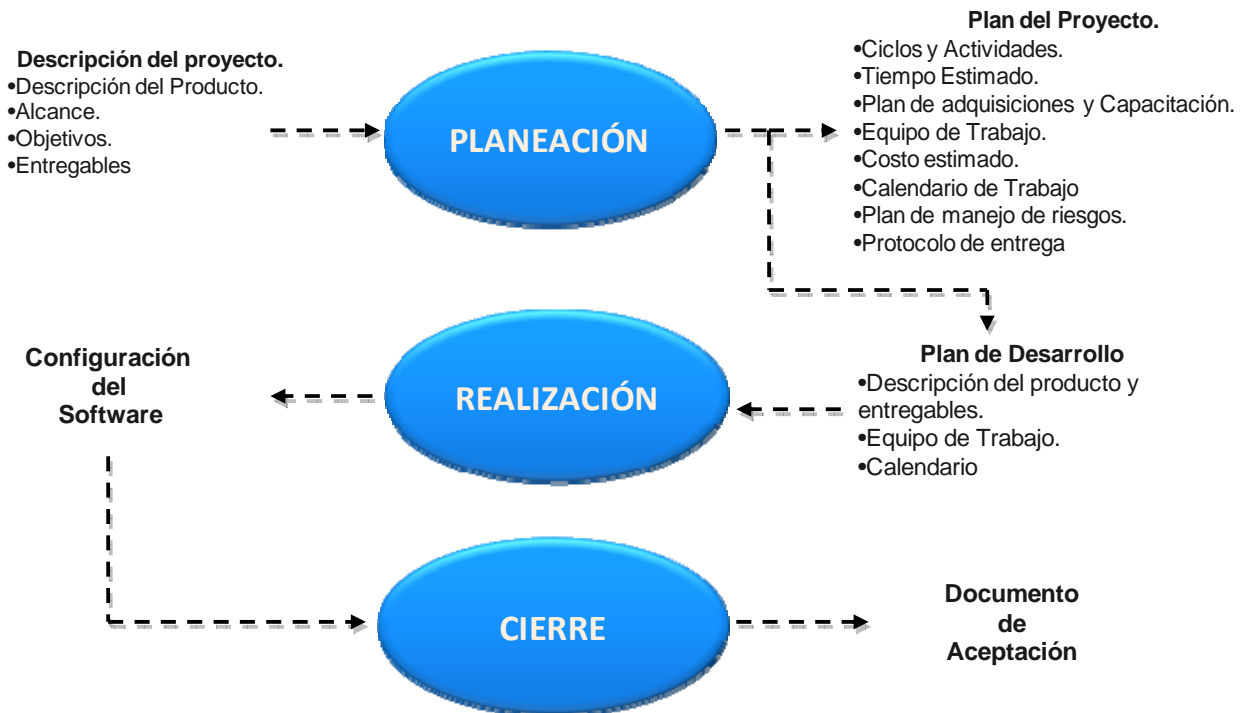 Descripción del proyecto.
•Descripción del Producto.
•Alcance.
•Objetivos.
•Entregables
PLANEACIÓN
Plan del Proyecto.
•Ciclos y Actividades.
•Tiempo Estimado.
•Plan de adquisiciones y Capacitación.
•Equipo de Trabajo.
•Costo estimado.
•Calendario de Trabajo
•Plan de manejo de riesgos.
•Protocolo de entrega
Plan de Desarrollo
•Descripción del producto y
entregables.
•Equipo de Trabajo.
•Calendario
REALIZACIÓN
Configuración
del
Software
CIERRE
Documento
de
Aceptación